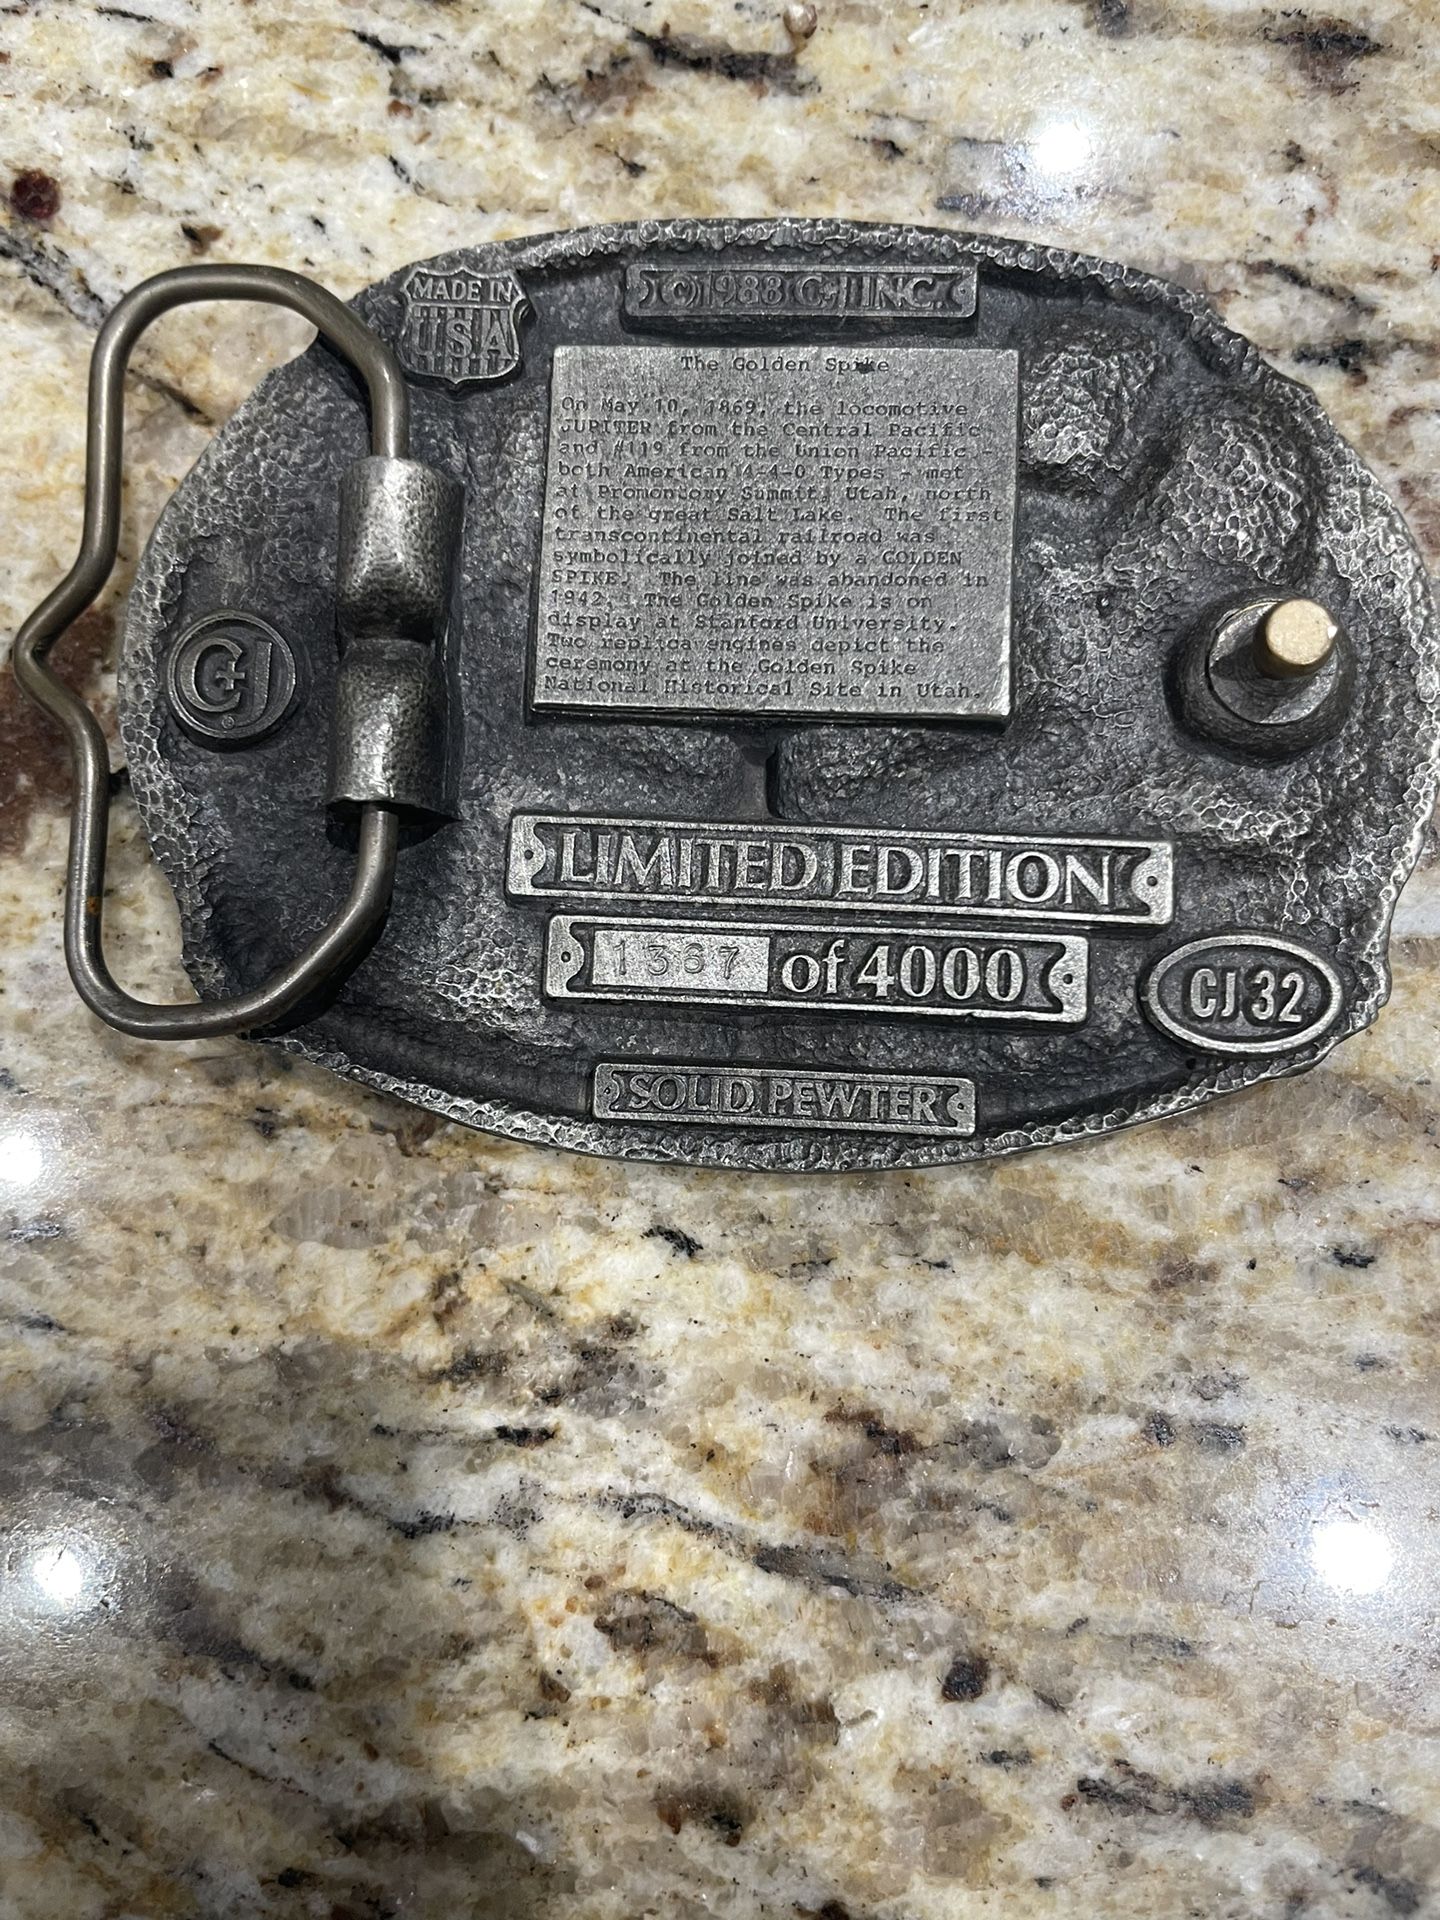 MADE IN
USA
©1988 C+J INC.
The Golden Spike
On May 10, 1869, the locomotive
JUPITER from the Central Pacific
and #119 from the Union Pacific -
both American 4-4-0 Types - met
at Promontory Summit, Utah, north
of the great Salt Lake. The first
transcontinental railroad was
symbolically joined by a GOLDEN
SPIKE. The line was abandoned in
1942. The Golden Spike is on
display at Stanford University.
Two replica engines depict the
ceremony at the Golden Spike
National Historical Site in Utah.
C+J
®
LIMITED EDITION
1367 of 4000
CJ 32
SOLID PEWTER